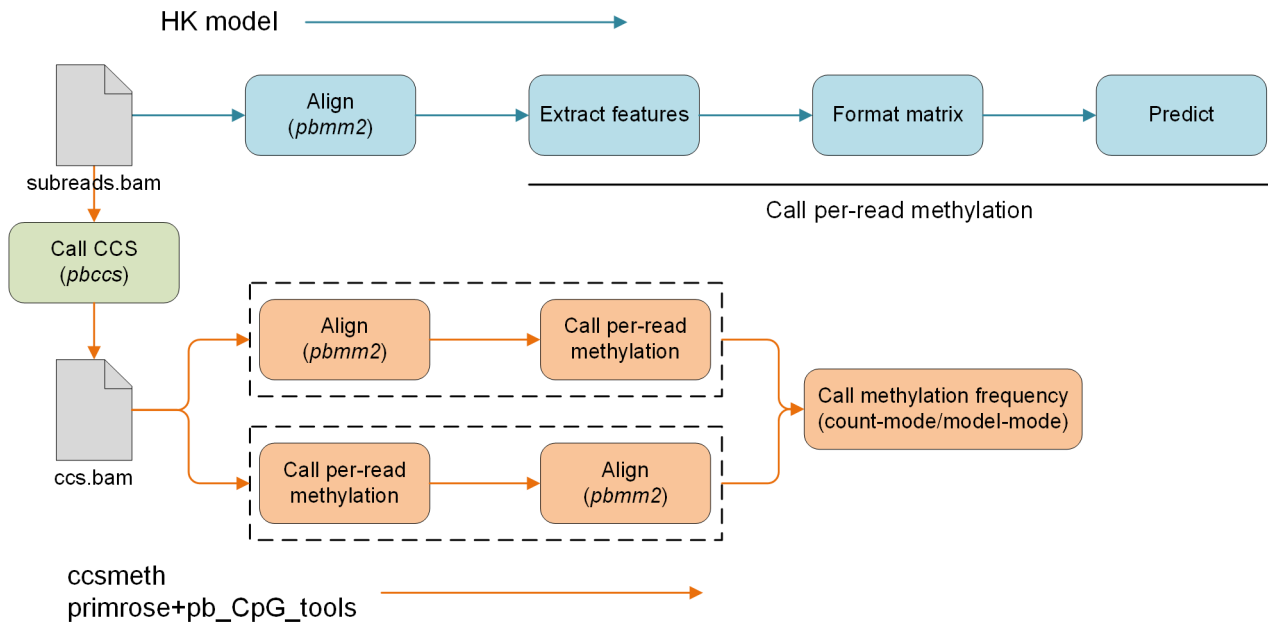 HK model
Align
(pbmm2)
Extract features
Format matrix
Predict
subreads.bam
Call per-read methylation
Call CCS
(pbccs)
Align
(pbmm2)
Call per-read
methylation
Call methylation frequency
(count-mode/model-mode)
ccs.bam
Call per-read
methylation
Align
(pbmm2)
ccsmeth
primrose+pb_CpG_tools